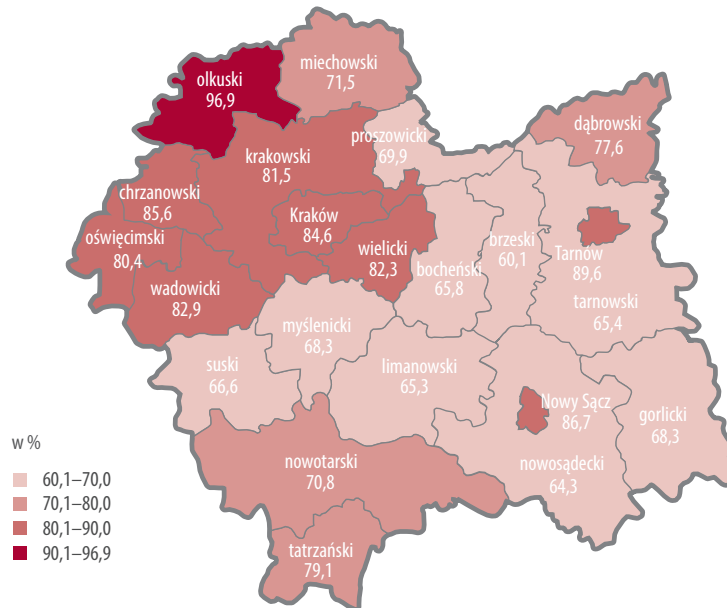 miechowski
71,5
olkuski
96,9
dąbrowski
77,6
proszowicki
69,9
krakowski
81,5
chrzanowski
85,6
Kraków
84,6
oświęcimski
80,4
wielicki
82,3
bocheński
65,8
brzeski
60,1
Tarnów
89,6
wadowicki
82,9
tarnowski
65,4
myślenicki
68,3
suski
66,6
limanowski
65,3
Nowy Sącz
86,7
gorlicki
68,3
nowotarski
70,8
nowosądecki
64,3
tatrzański
79,1
w %
60,1–70,0
70,1–80,0
80,1–90,0
90,1–96,9